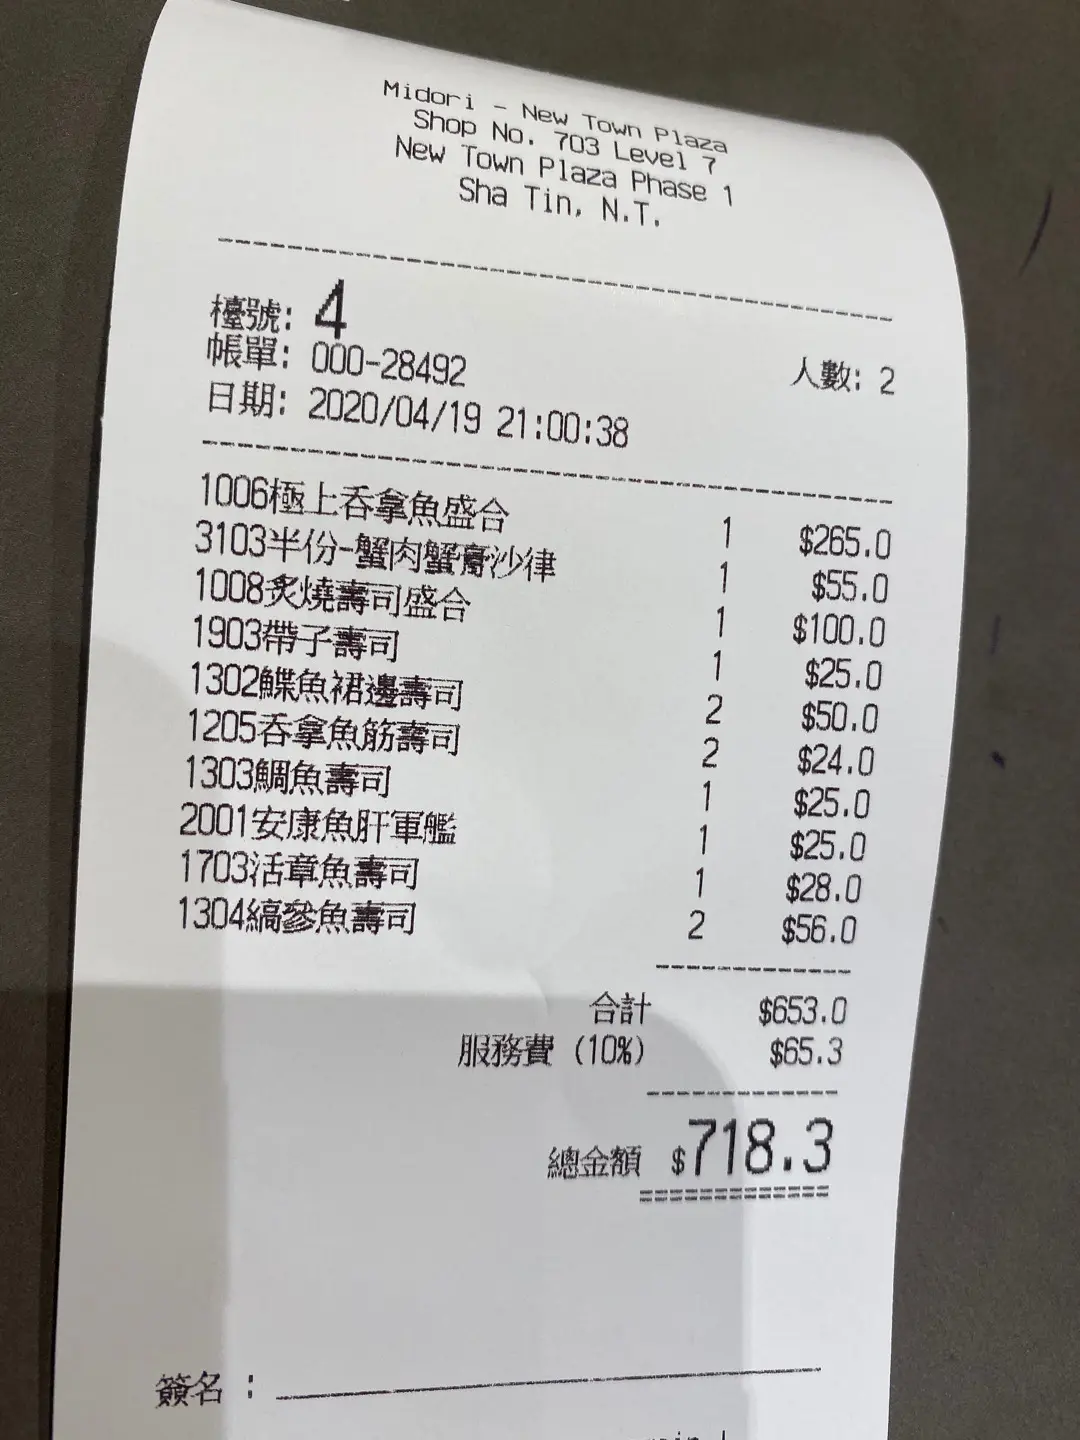 Midori - New Town Plaza
Shop No. 703 Level 7
New Town Plaza Phase 1
Sha Tin, N.T.
檯號: 4
帳單: 000-28492 人數: 2
日期: 2020/04/19 21:00:38
1006極上吞拿魚盛合 1 $265.0
3103半份-蟹肉蟹膏沙律 1 $55.0
1008炙燒壽司盛合 1 $100.0
1903帶子壽司 1 $25.0
1302鰈魚裙邊壽司 2 $50.0
1205吞拿魚筋壽司 2 $24.0
1303鯛魚壽司 1 $25.0
2001安康魚肝軍艦 1 $25.0
1703活章魚壽司 1 $28.0
1304縞參魚壽司 2 $56.0
合計 $653.0
服務費 (10%) $65.3
總金額 $718.3
簽名 :